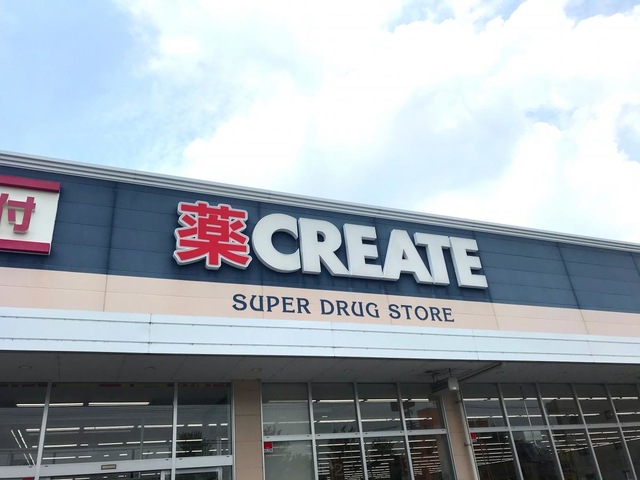 付
薬CREATE
SUPER DRUG STORE